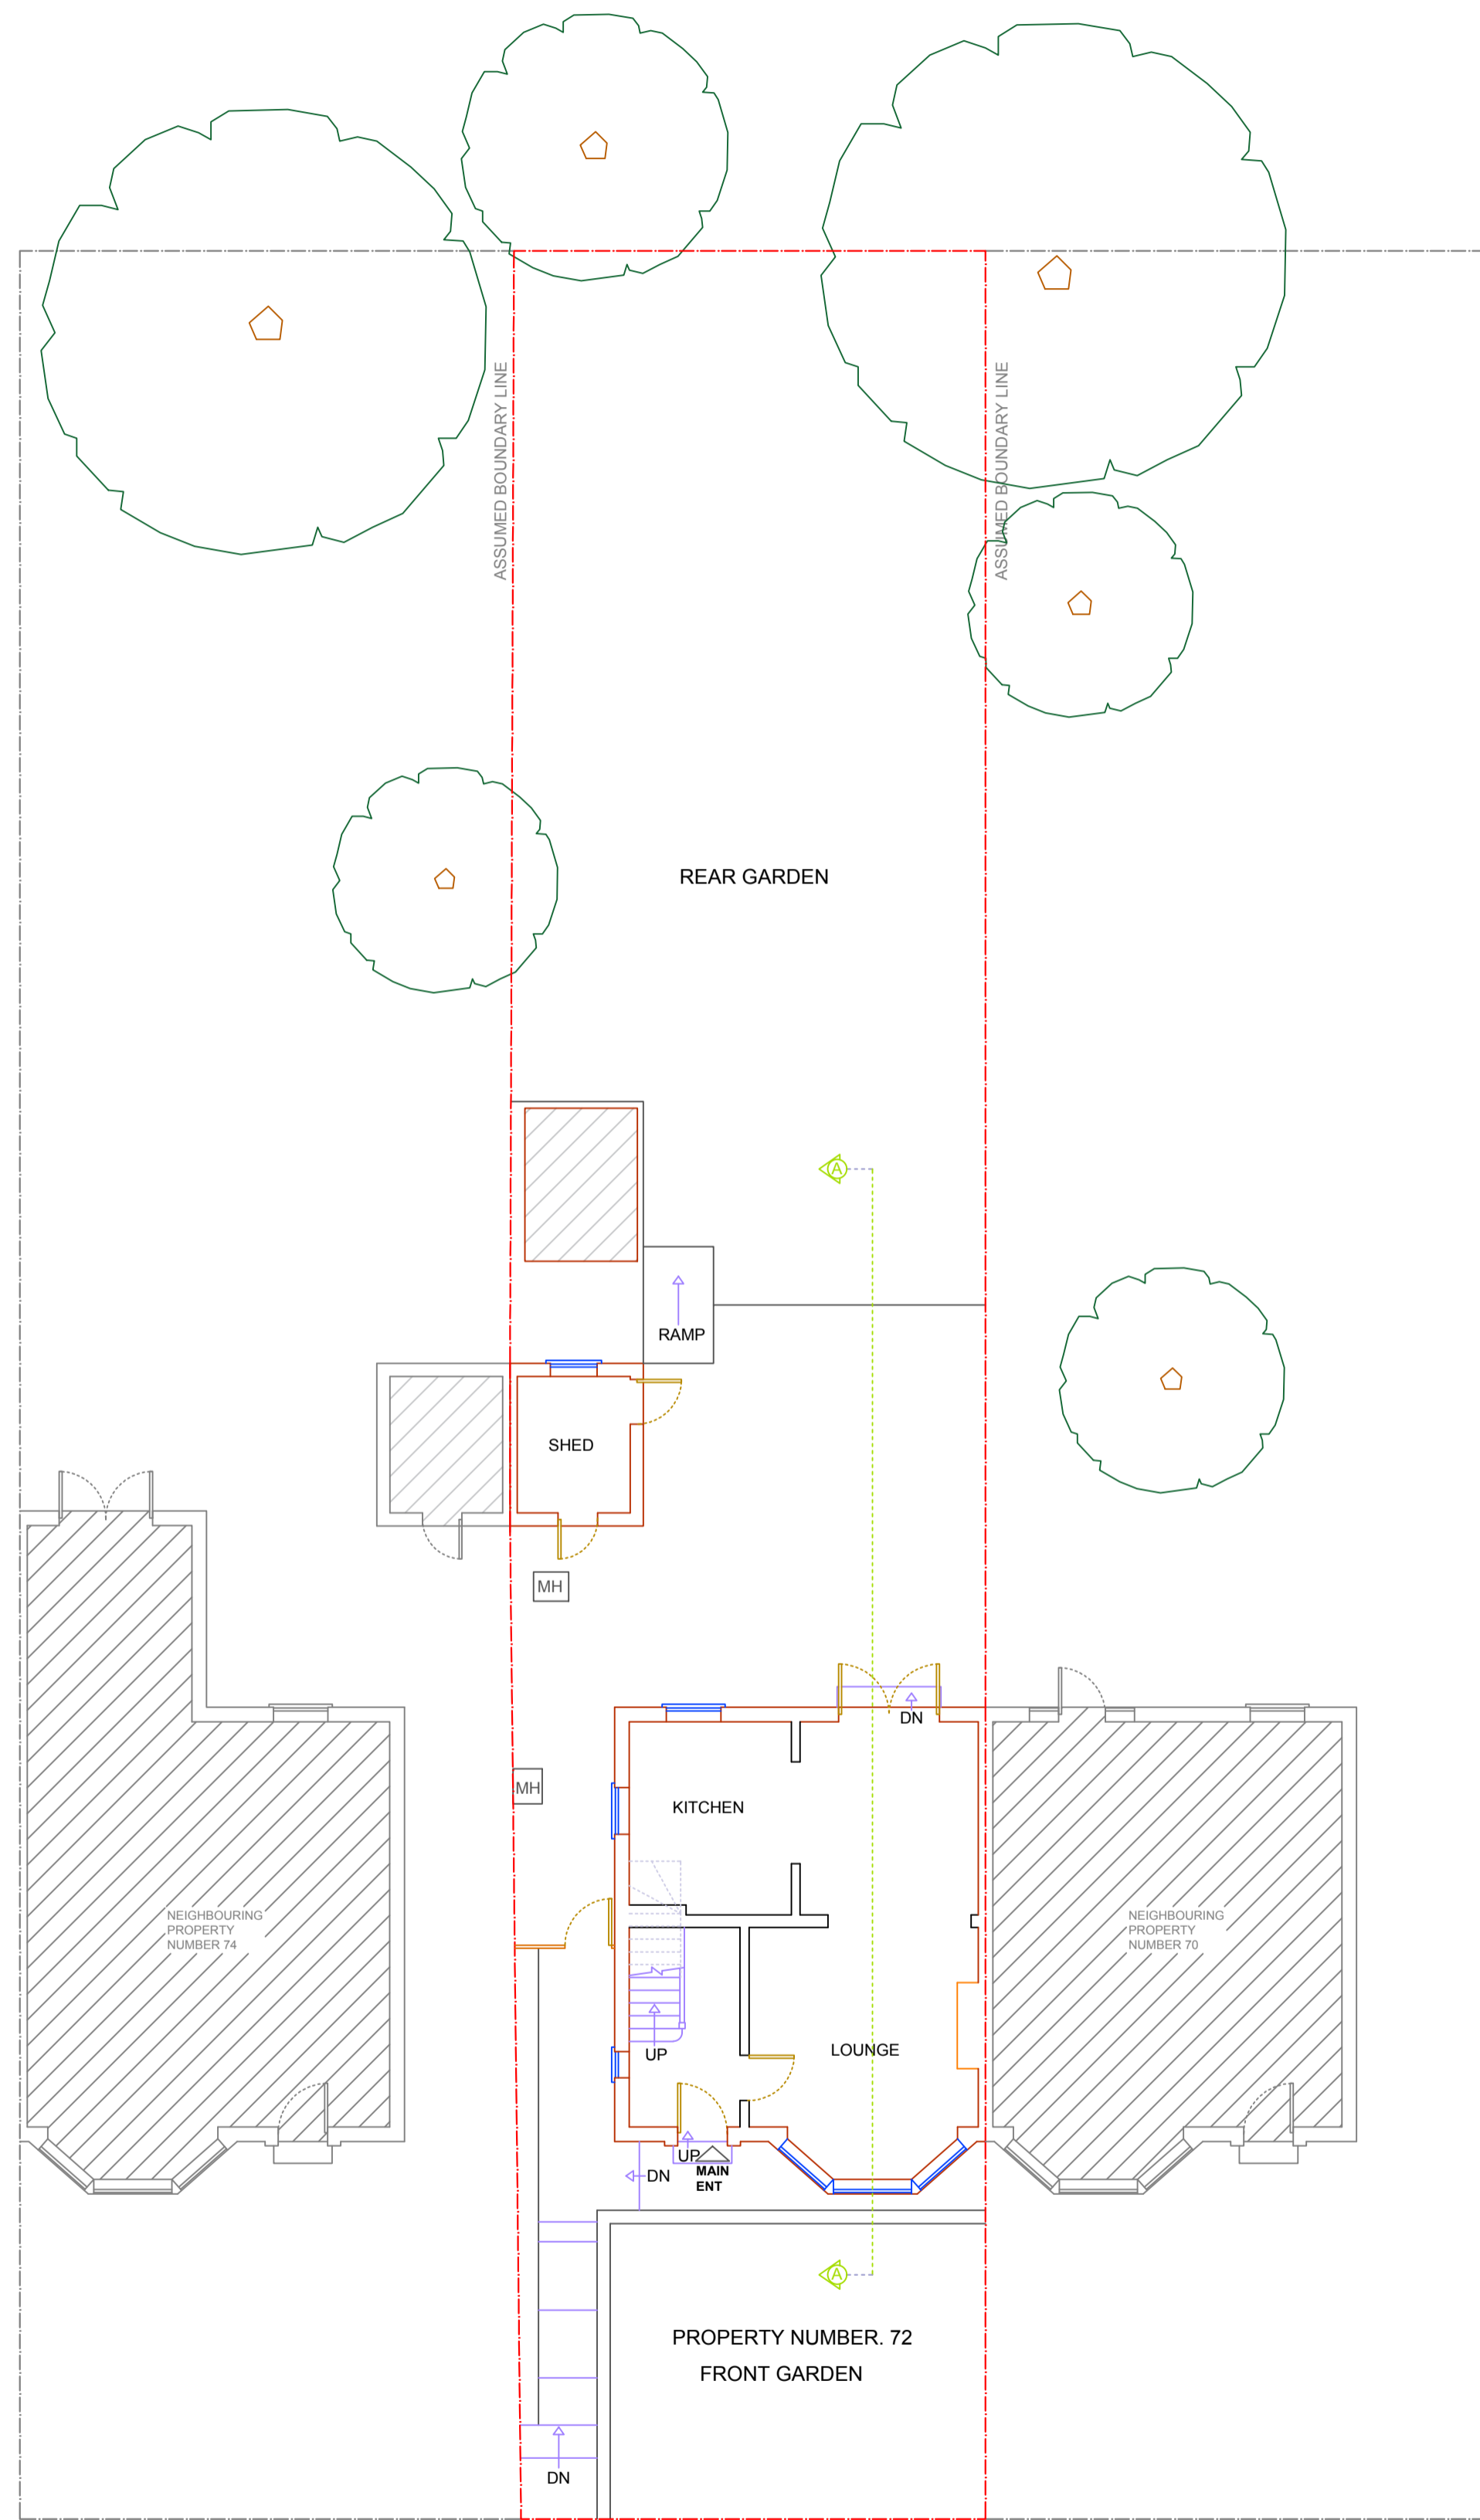 ASSUMED BOUNDARY LINE
ASSUMED BOUNDARY LINE
REAR GARDEN
A
RAMP
SHED
MH
DN
MH
KITCHEN
NEIGHBOURING
PROPERTY
NUMBER 74
NEIGHBOURING
PROPERTY
NUMBER 70
UP
LOUNGE
UP
MAIN
ENT
DN
A
PROPERTY NUMBER. 72
FRONT GARDEN
DN